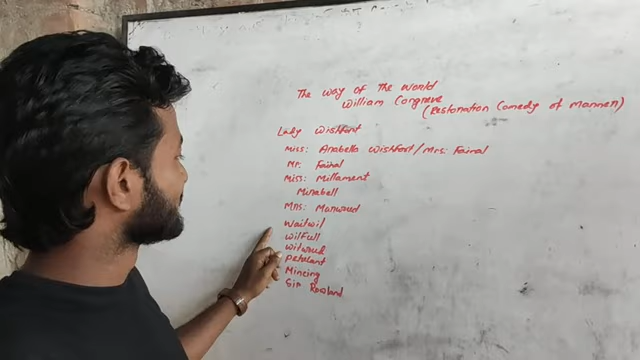 The way of The World
William Congreve
(Restoration Comedy of Manners)
Lady Wishfort
Miss: Anabella Wishfort/Mrs. Fainal
Mr. Fainal
Miss: Millament
Mirabell
Mrs: Marwood
Waitwil
Wilfull
Witwoud
Petulant
Mincing
Sir Rowland